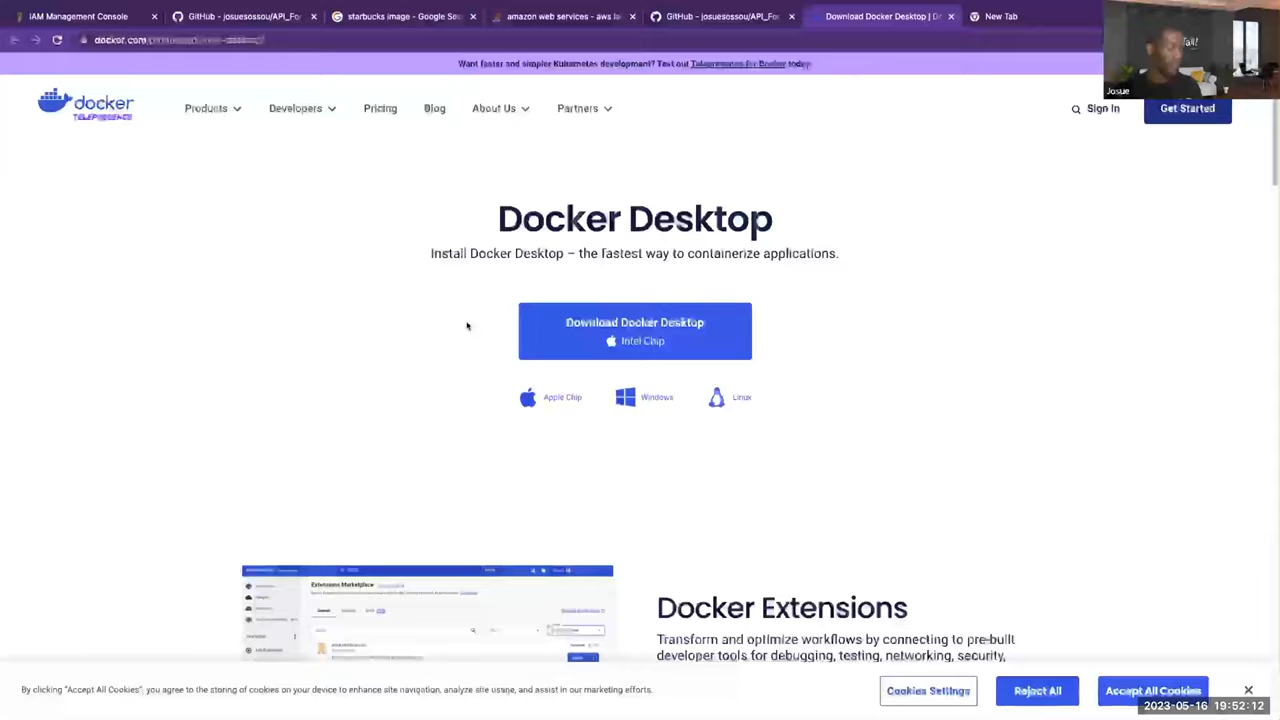 IAM Management Console
GitHub - josuesossou/API_Fo
starbucks image - Google Se
amazon web services - aws la
GitHub - josuesossou/API_Fo
Download Docker Desktop | D
New Tab
docker.com
Want faster and simpler Kubernetes development? Test out Telepresence for Docker today
docker
TELEPRESENCE
Products
Developers
Pricing
Blog
About Us
Partners
Sign In
Get Started
Josue
Docker Desktop
Install Docker Desktop – the fastest way to containerize applications.
Download Docker Desktop
Intel Chip
Apple Chip
Windows
Linux
Extensions Marketplace
Docker Extensions
Transform and optimize workflows by connecting to pre-built
developer tools for debugging, testing, networking, security,
By clicking "Accept All Cookies", you agree to the storing of cookies on your device to enhance site navigation, analyze site usage, and assist in our marketing efforts.
Cookies Settings
Reject All
Accept All Cookies
2023-05-16 19:52:12